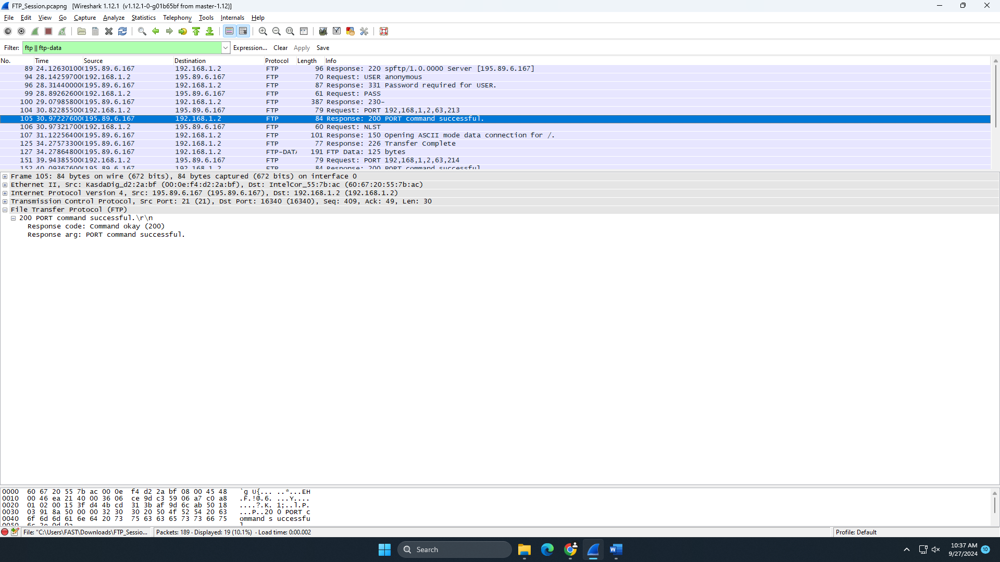 FTP_Session.pcapng [Wireshark 1.12.1 (v1.12.1-0-g01b65bf from master-1.12)]
File Edit View Go Capture Analyze Statistics Telephony Tools Internals Help
Filter: ftp || ftp-data Expression... Clear Apply Save
No. Time Source Destination Protocol Length Info
89 24.126301000 195.89.6.167 192.168.1.2 FTP 96 Response: 220 spftp/1.0.0000 Server [195.89.6.167]
94 28.142597000 192.168.1.2 195.89.6.167 FTP 70 Request: USER anonymous
96 28.314400000 195.89.6.167 192.168.1.2 FTP 87 Response: 331 Password required for USER.
99 28.892626000 192.168.1.2 195.89.6.167 FTP 61 Request: PASS
100 29.079858000 195.89.6.167 192.168.1.2 FTP 387 Response: 230-
104 30.822855000 192.168.1.2 195.89.6.167 FTP 79 Request: PORT 192,168,1,2,63,213
105 30.972276000 195.89.6.167 192.168.1.2 FTP 84 Response: 200 PORT command successful.
106 30.973217000 192.168.1.2 195.89.6.167 FTP 60 Request: NLST
107 31.122564000 195.89.6.167 192.168.1.2 FTP 101 Response: 150 Opening ASCII mode data connection for /.
125 34.275733000 195.89.6.167 192.168.1.2 FTP 77 Response: 226 Transfer Complete
127 34.278648000 195.89.6.167 192.168.1.2 FTP-DAT 191 FTP Data: 125 bytes
151 39.943855000 192.168.1.2 195.89.6.167 FTP 79 Request: PORT 192,168,1,2,63,214
152 40.093676000 195.89.6.167 192.168.1.2 FTP 84 Response: 200 PORT command successful
Frame 105: 84 bytes on wire (672 bits), 84 bytes captured (672 bits) on interface 0
Ethernet II, Src: KasdaDig_d2:2a:bf (00:0e:f4:d2:2a:bf), Dst: IntelCor_55:7b:ac (60:67:20:55:7b:ac)
Internet Protocol Version 4, Src: 195.89.6.167 (195.89.6.167), Dst: 192.168.1.2 (192.168.1.2)
Transmission Control Protocol, Src Port: 21 (21), Dst Port: 16340 (16340), Seq: 409, Ack: 49, Len: 30
File Transfer Protocol (FTP)
200 PORT command successful.\r\n
Response code: Command okay (200)
Response arg: PORT command successful.
0000 60 67 20 55 7b ac 00 0e f4 d2 2a bf 08 00 45 48 `g U{... ..*...EH
0010 00 46 ea 21 40 00 36 06 ce 9d c3 59 06 a7 c0 a8 .F.!@.6. ...Y....
0020 01 02 00 15 3f d4 4b cd 31 3b af 9d 6c ab 50 18 ....?.K. 1;..l.P.
0030 03 91 8a 50 00 00 32 30 30 20 50 4f 52 54 20 63 ...P..20 0 PORT c
0040 6f 6d 6d 61 6e 64 20 73 75 63 63 65 73 73 66 75 ommand s uccessfu
0050 6c 2e 0d 0a l
File: "C:\Users\FAST\Downloads\FTP_Sessio... Packets: 189 · Displayed: 19 (10.1%) · Load time: 0:00.002 Profile: Default
Search
10:37 AM
9/27/2024
10